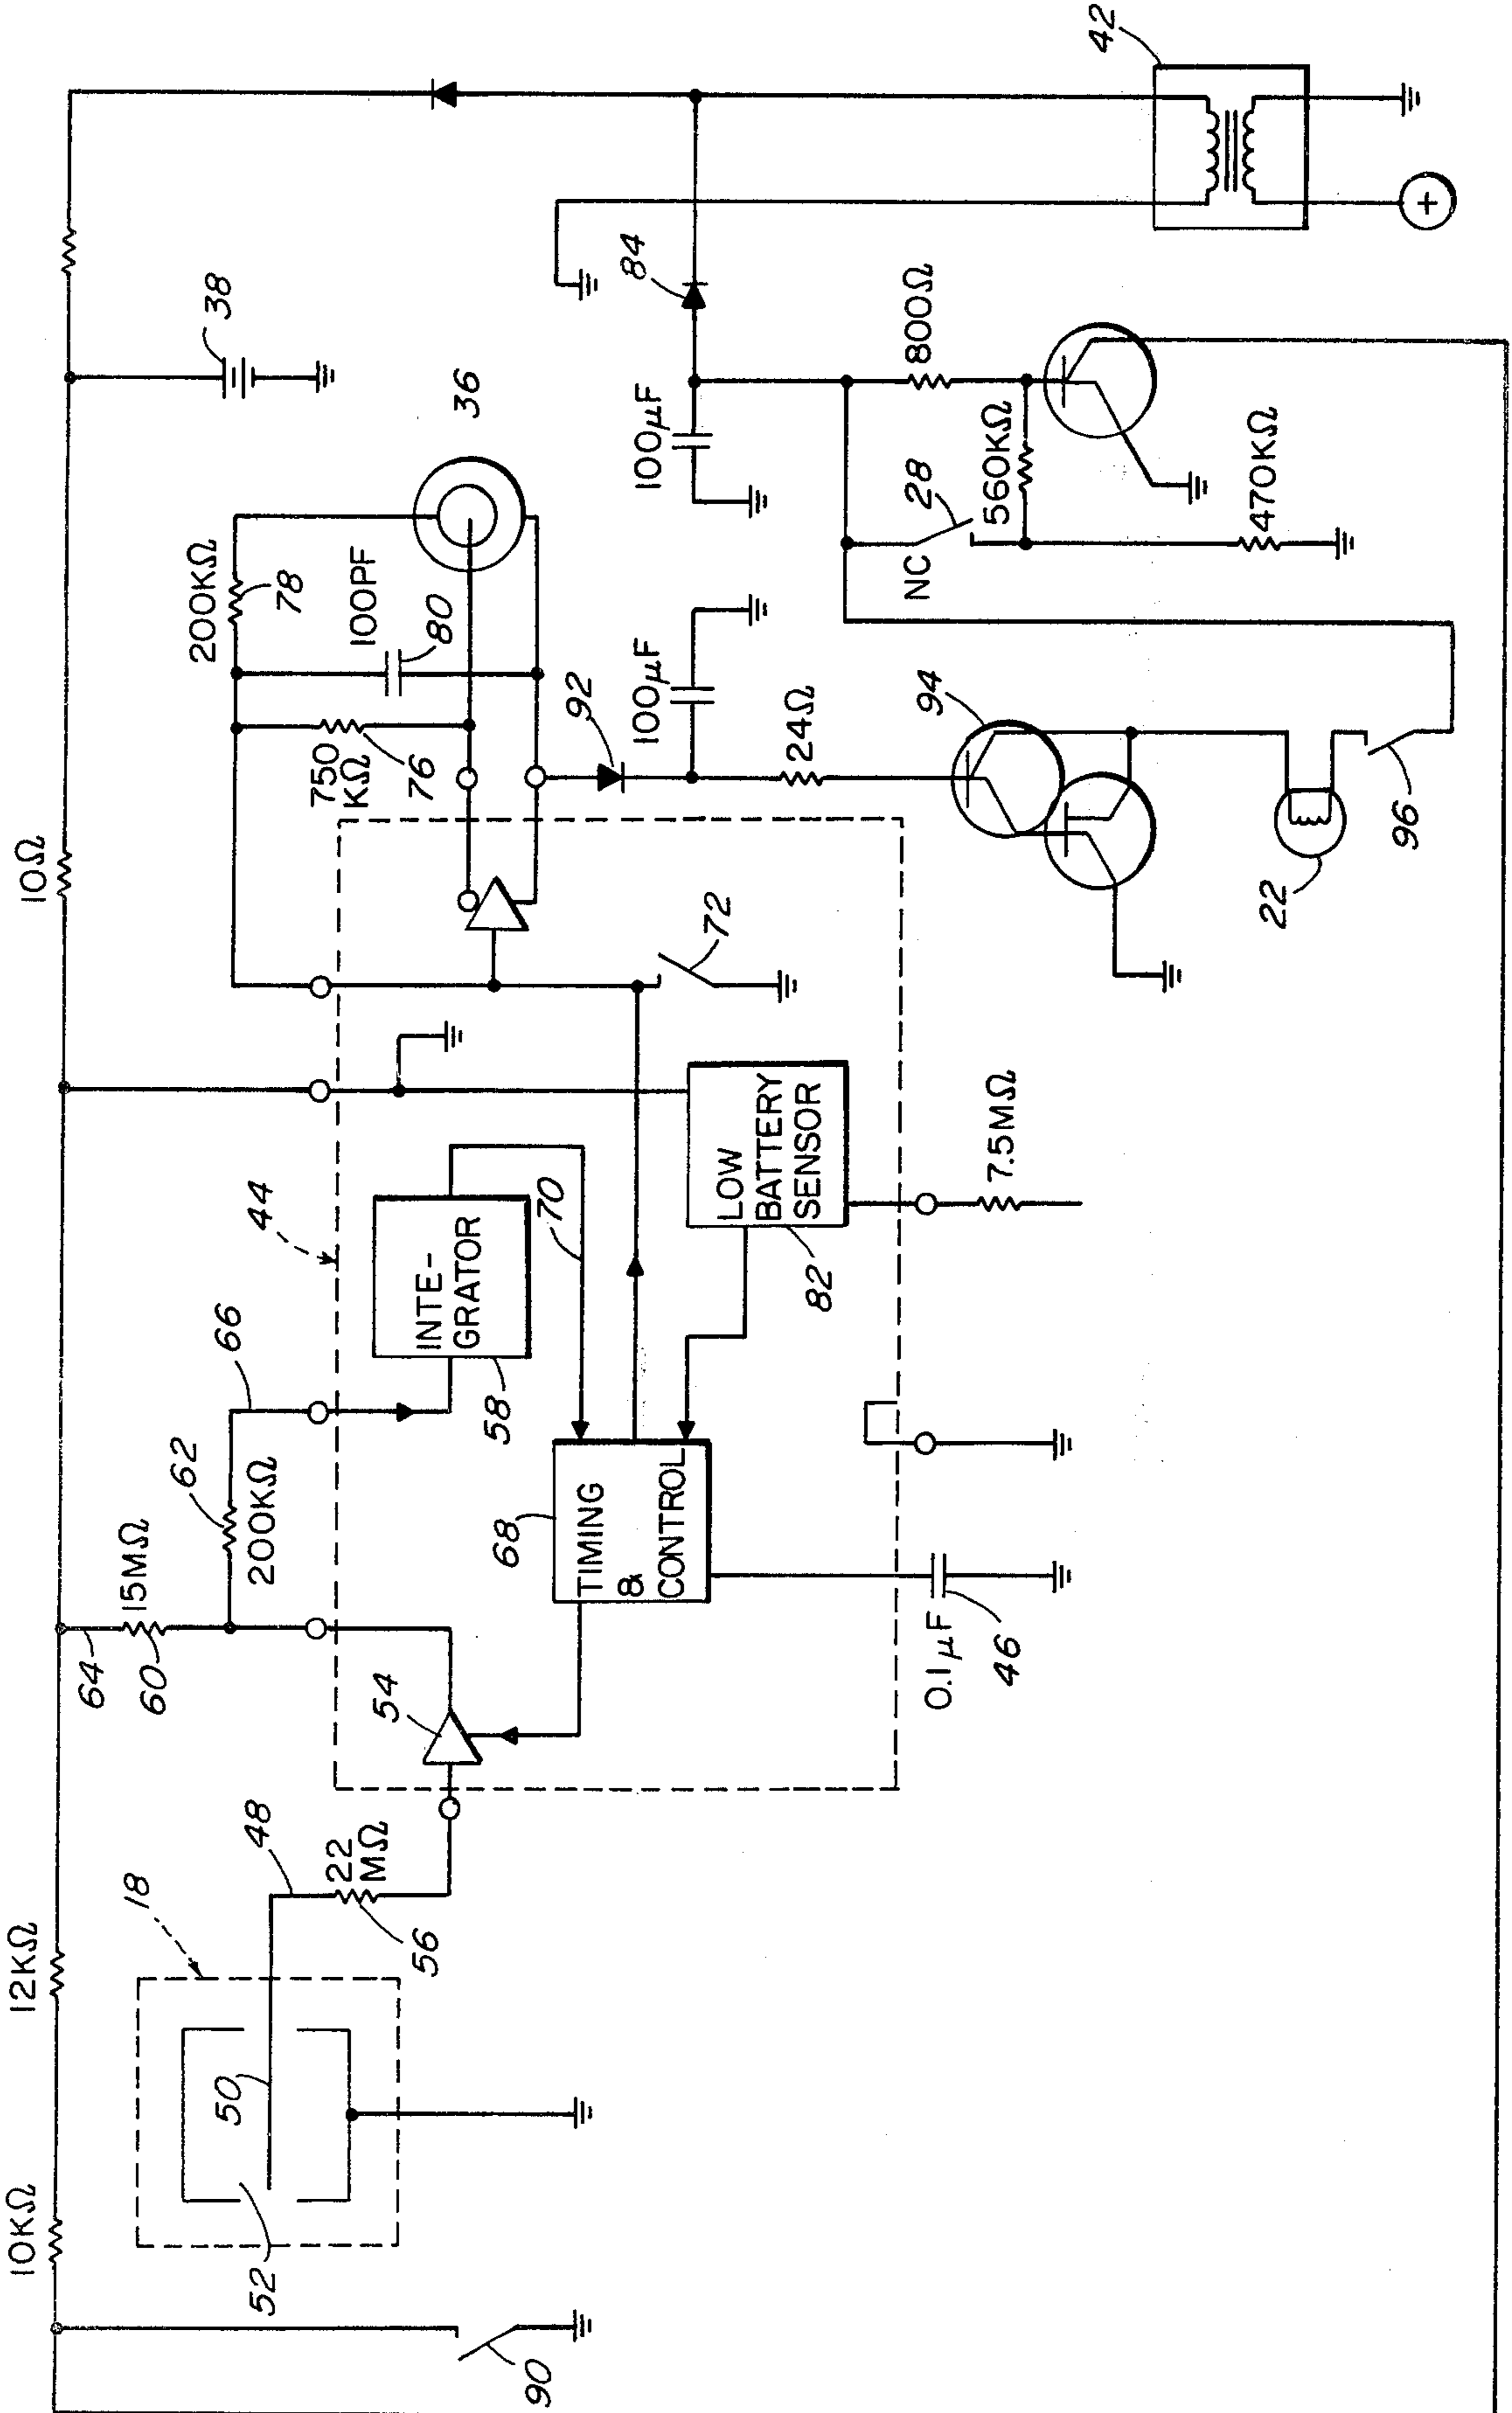 10KΩ
12KΩ
10Ω
18
52
50
48
22
MΩ
56
90
64
15MΩ
60
62
200KΩ
66
44
54
INTE-
GRATOR
58
70
68
TIMING
&
CONTROL
LOW
BATTERY
SENSOR
82
7.5MΩ
0.1µF
46
72
200KΩ
78
750
KΩ
76
100PF
80
36
38
92
100µF
24Ω
94
22
96
100µF
84
800Ω
NC
28
560KΩ
470KΩ
42
+